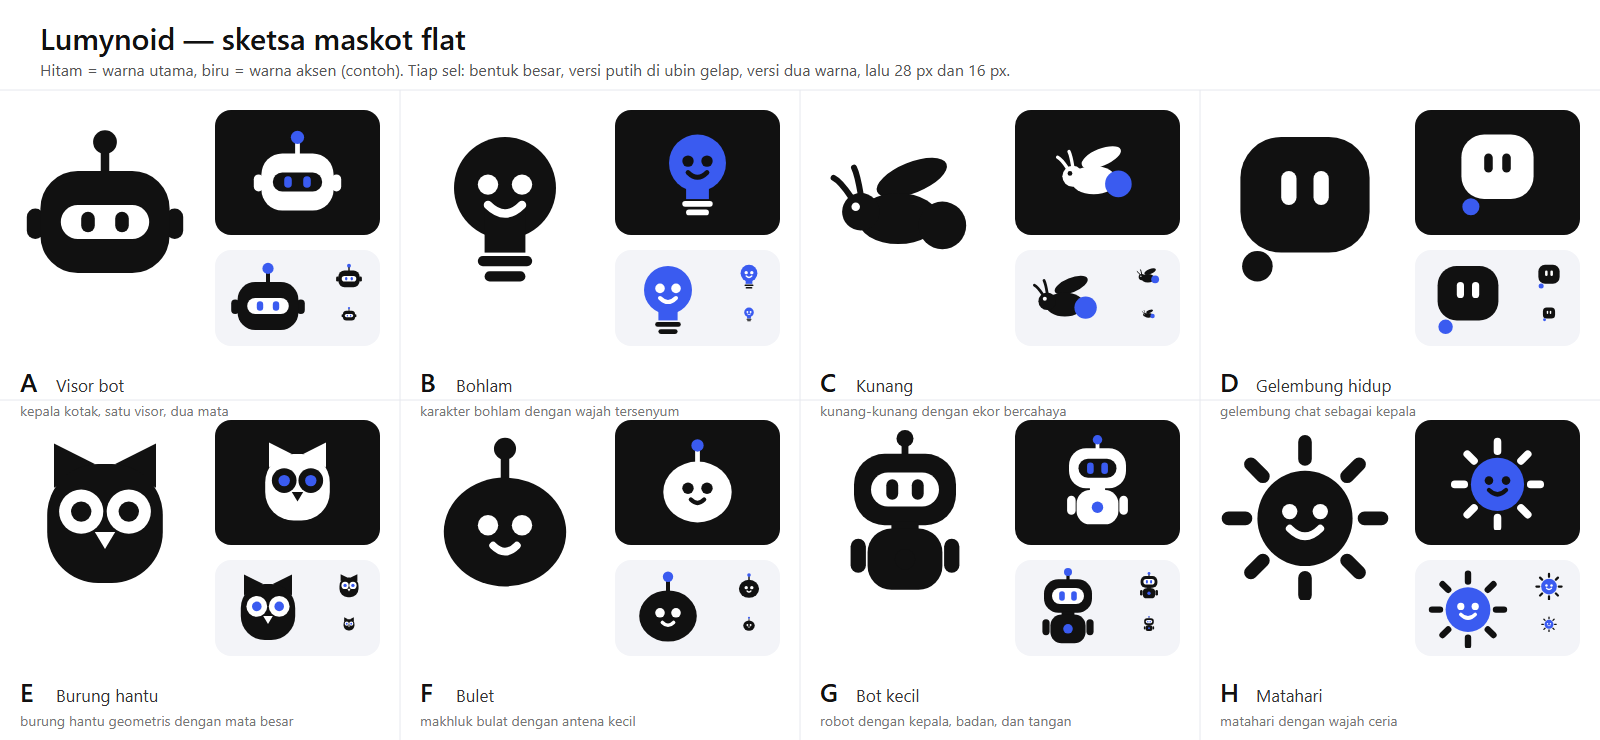 Lumynoid — sketsa maskot flat
Hitam = warna utama, biru = warna aksen (contoh). Tiap sel: bentuk besar, versi putih di ubin gelap, versi dua warna, lalu 28 px dan 16 px.
A Visor bot
kepala kotak, satu visor, dua mata
B Bohlam
karakter bohlam dengan wajah tersenyum
C Kunang
kunang-kunang dengan ekor bercahaya
D Gelembung hidup
gelembung chat sebagai kepala
E Burung hantu
burung hantu geometris dengan mata besar
F Bulet
makhluk bulat dengan antena kecil
G Bot kecil
robot dengan kepala, badan, dan tangan
H Matahari
matahari dengan wajah ceria